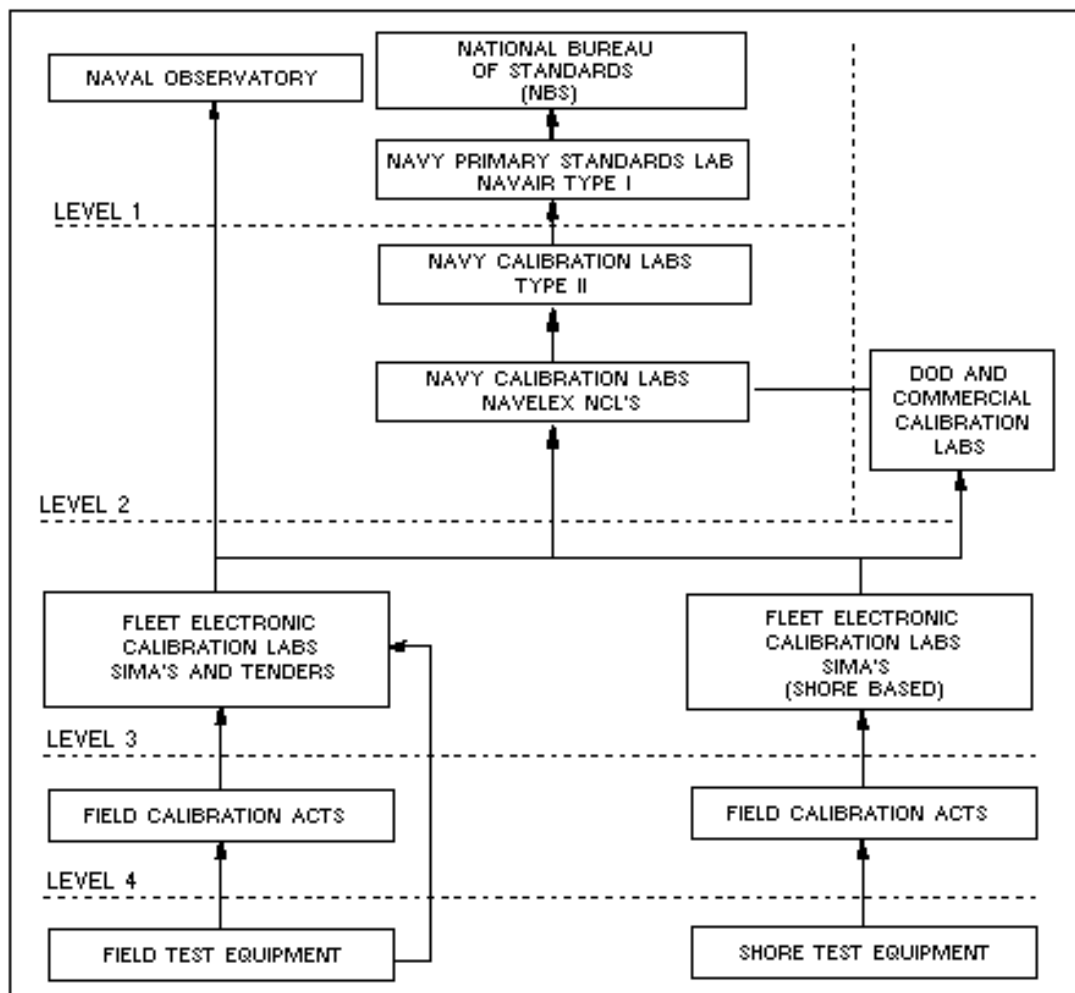 NAVAL OBSERVATORY
NATIONAL BUREAU
OF STANDARDS
(NBS)
NAVY PRIMARY STANDARDS LAB
NAVAIR TYPE I
LEVEL 1
NAVY CALIBRATION LABS
TYPE II
NAVY CALIBRATION LABS
NAVELEX NCL'S
DOD AND
COMMERCIAL
CALIBRATION
LABS
LEVEL 2
FLEET ELECTRONIC
CALIBRATION LABS
SIMA'S AND TENDERS
FLEET ELECTRONIC
CALIBRATION LABS
SIMA'S
(SHORE BASED)
LEVEL 3
FIELD CALIBRATION ACTS
FIELD CALIBRATION ACTS
LEVEL 4
FIELD TEST EQUIPMENT
SHORE TEST EQUIPMENT